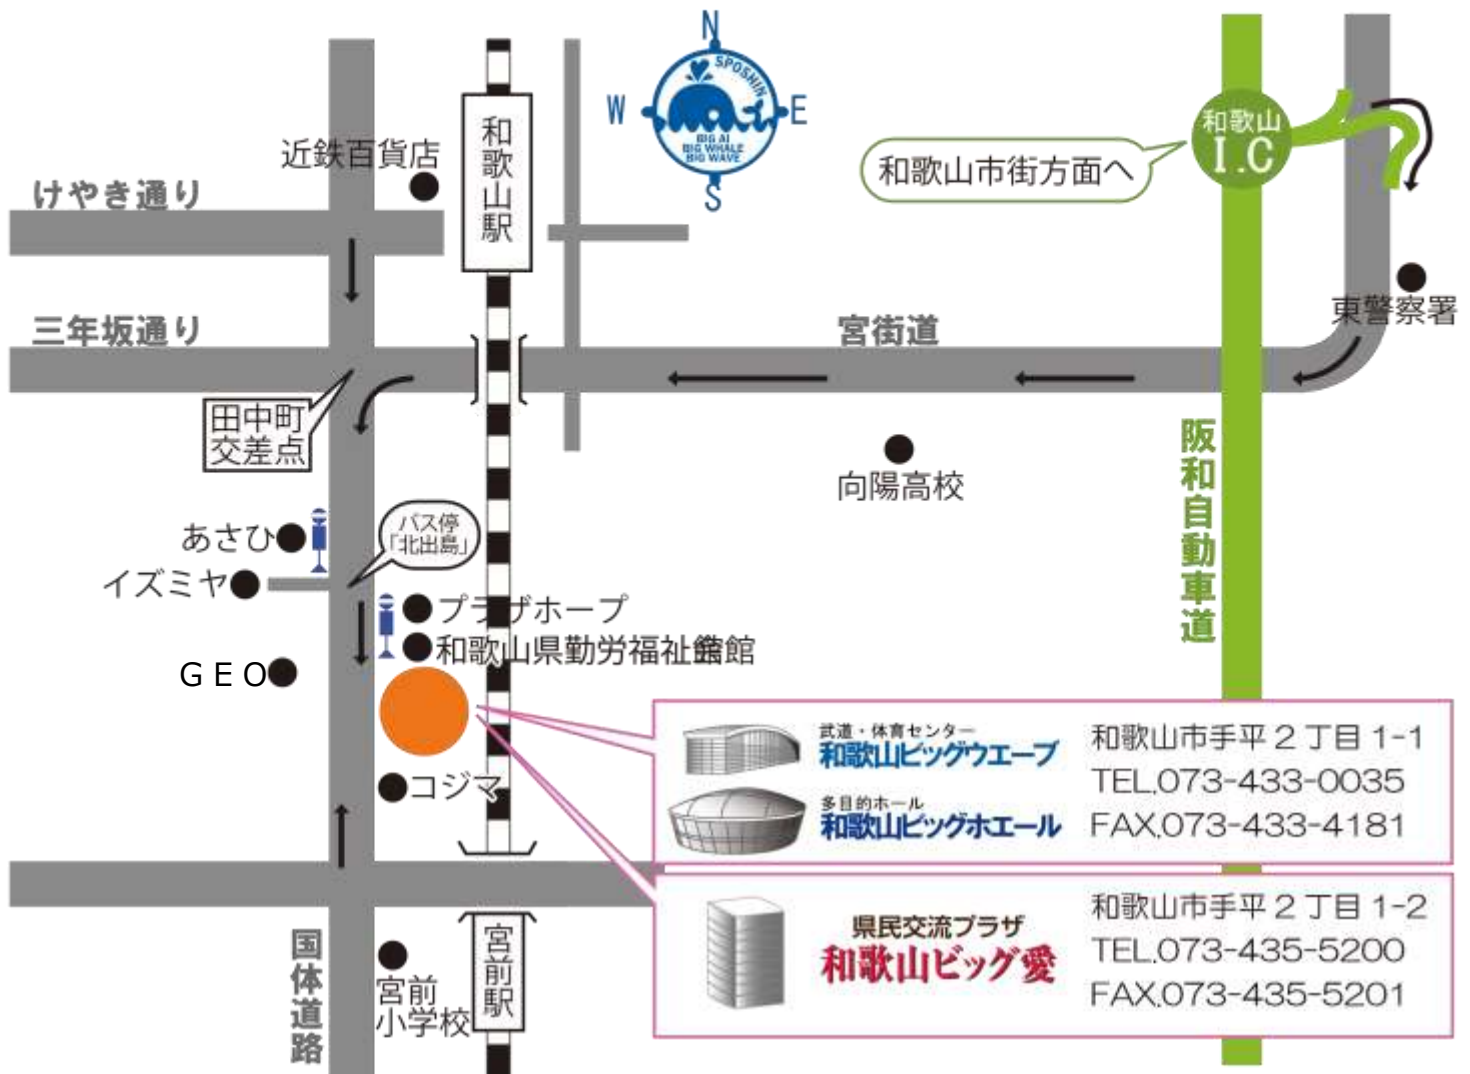 N
W
E
S
SPOSHIN
BIG AI
BIG WHALE
BIG WAVE
和歌山
I.C
和歌山市街方面へ
近鉄百貨店
和歌山駅
けやき通り
三年坂通り
宮街道
東警察署
田中町
交差点
向陽高校
阪和自動車道
バス停
「北出島」
あさひ
イズミヤ
プラザホープ
和歌山県勤労福祉会館
GEO
コジマ
武道・体育センター
和歌山ビッグウエーブ
多目的ホール
和歌山ビッグホエール
和歌山市手平2丁目1-1
TEL.073-433-0035
FAX.073-433-4181
県民交流プラザ
和歌山ビッグ愛
和歌山市手平2丁目1-2
TEL.073-435-5200
FAX.073-435-5201
国体道路
宮前
小学校
宮前駅